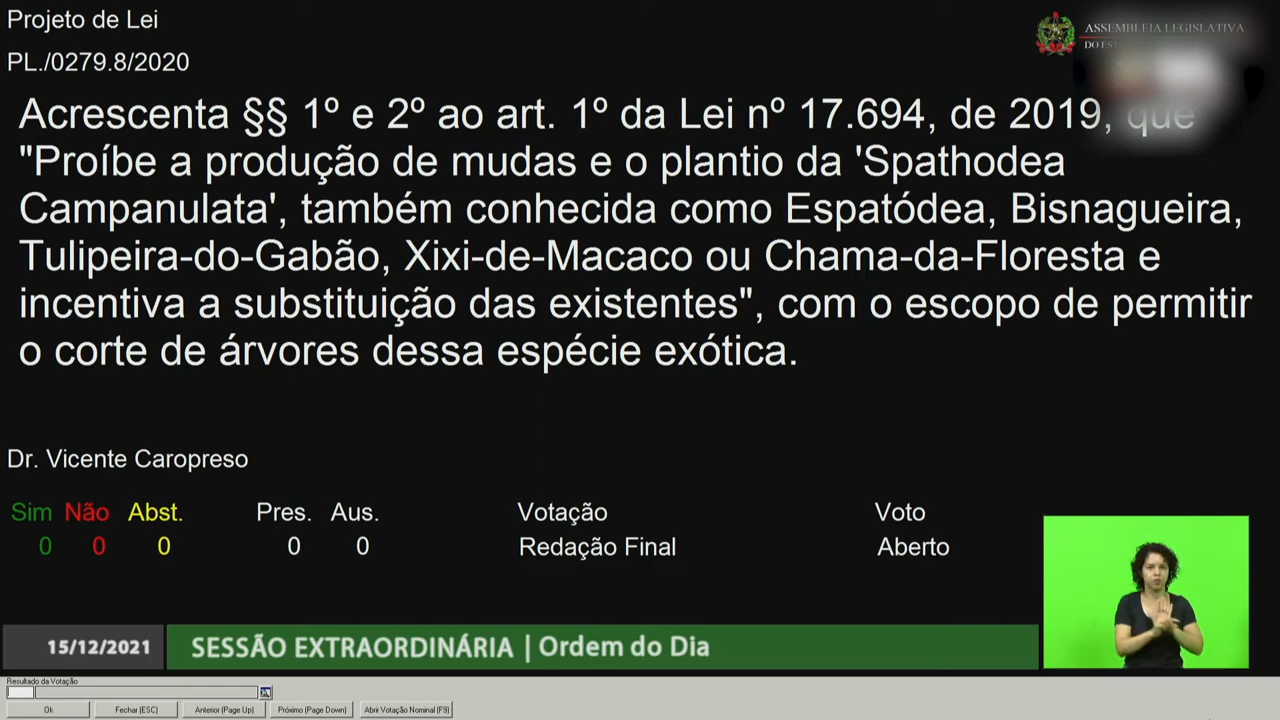 Projeto de Lei
ASSEMBLEIA LEGISLATIVA
PL./0279.8/2020
Acrescenta §§ 1º e 2º ao art. 1º da Lei nº 17.694, de 2019, que
"Proíbe a produção de mudas e o plantio da 'Spathodea
Campanulata', também conhecida como Espatódea, Bisnagueira,
Tulipeira-do-Gabão, Xixi-de-Macaco ou Chama-da-Floresta e
incentiva a substituição das existentes", com o escopo de permitir
o corte de árvores dessa espécie exótica.
Dr. Vicente Caropreso
Sim Não Abst. Pres. Aus. Votação Voto
0 0 0 0 0 Redação Final Aberto
15/12/2021 SESSÃO EXTRAORDINÁRIA | Ordem do Dia
Resultado da Votação
Ok Fechar (ESC) Anterior (Page Up) Próximo (Page Down) Abrir Votação Nominal (F9)